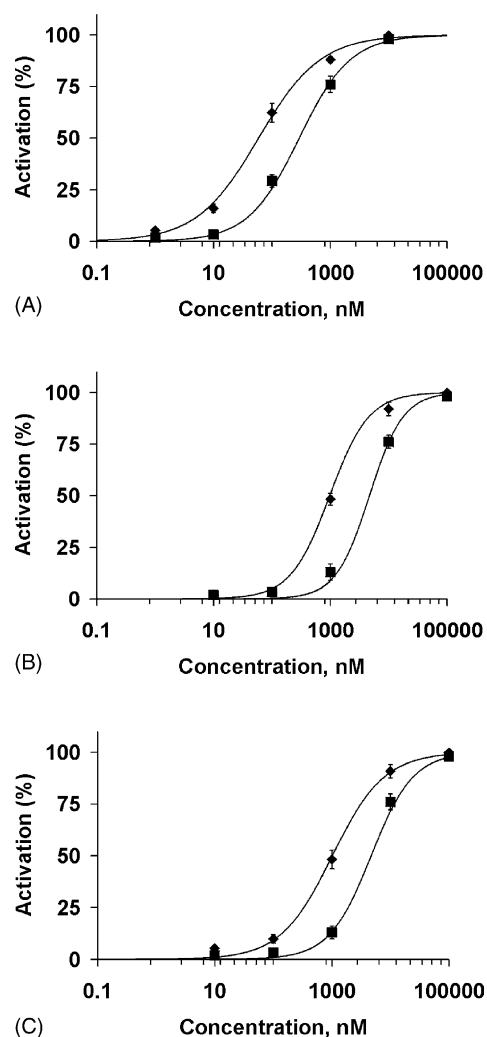 100
75
50
25
0
Activation (%)
0.1 10 1000 100000
Concentration, nM
(A)
100
75
50
25
0
Activation (%)
0.1 10 1000 100000
Concentration, nM
(B)
100
75
50
25
0
Activation (%)
0.1 10 1000 100000
Concentration, nM
(C)